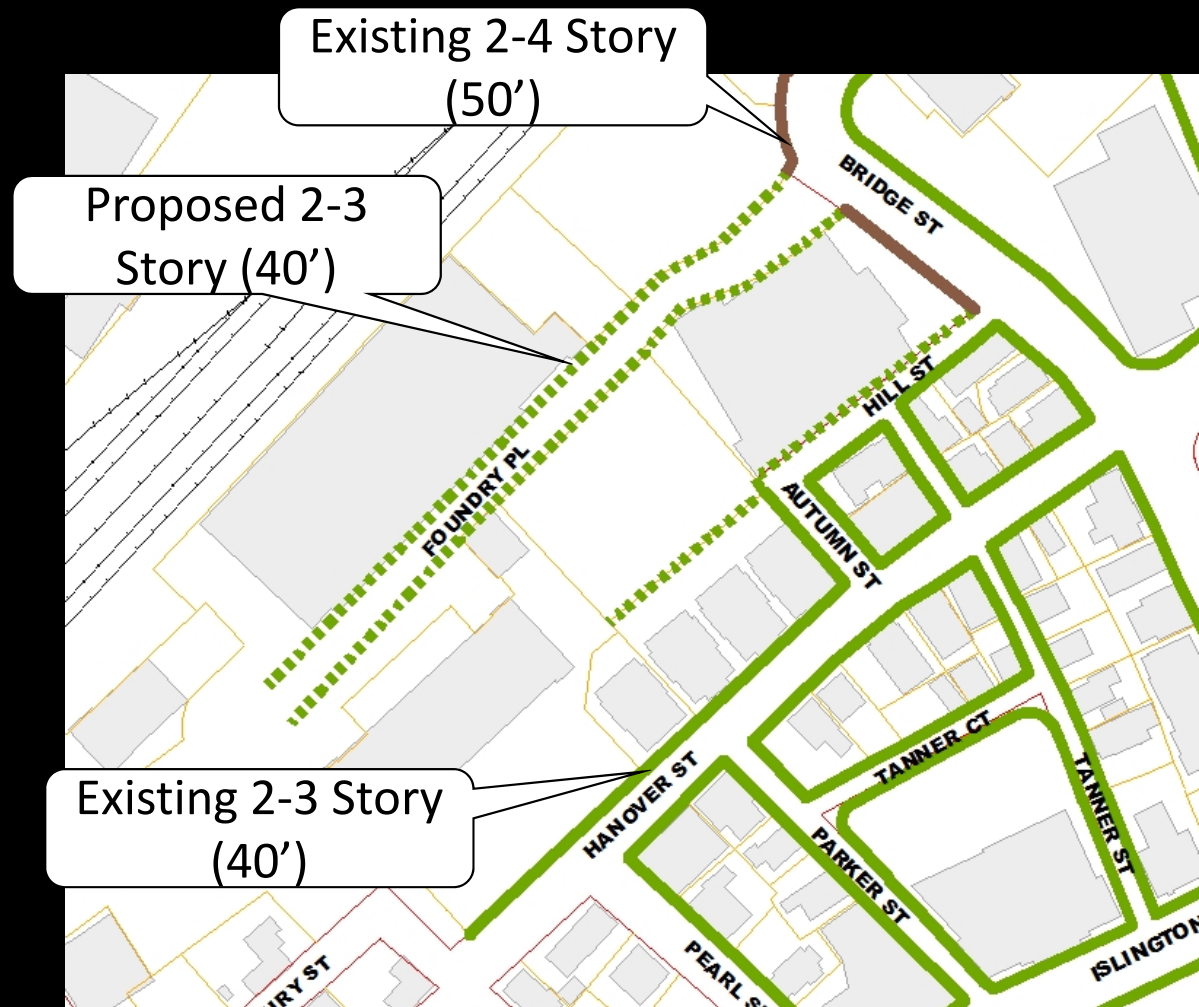 Existing 2-4 Story
(50’)
Proposed 2-3
Story (40’)
BRIDGE ST
HILL ST
FOUNDRY PL
AUTUMN ST
Existing 2-3 Story
(40’)
HANOVER ST
TANNER CT
TANNER ST
PARKER ST
PEARL